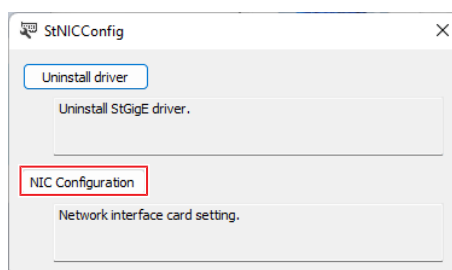 StNICConfig
Uninstall driver
Uninstall StGigE driver.
NIC Configuration
Network interface card setting.